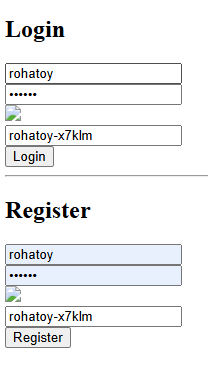 Login
rohatoy
••••••
rohatoy-x7klm
Login
Register
rohatoy
••••••
rohatoy-x7klm
Register